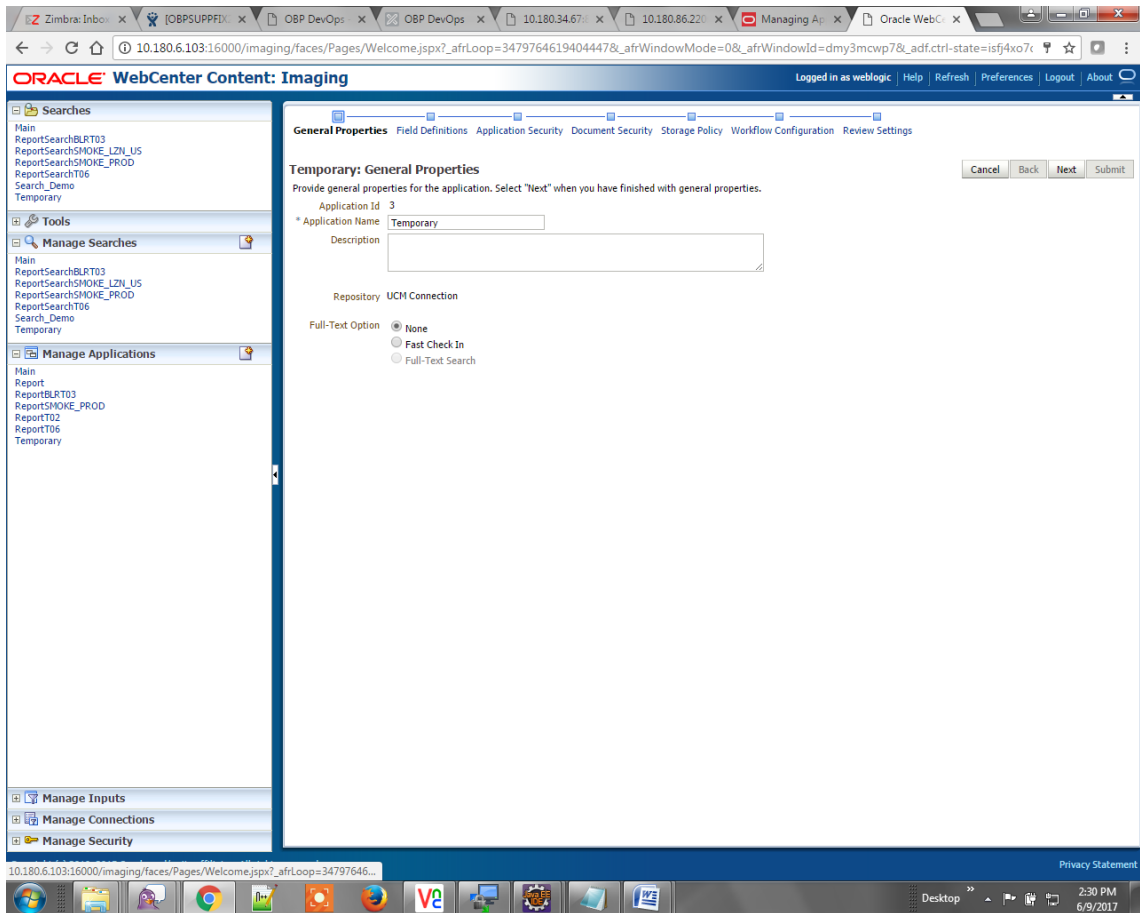 Zimbra: Inbox
[OBPSUPPFIX
OBP DevOps
OBP DevOps
10.180.34.67:
10.180.86.220
Managing Ap
Oracle WebCe
10.180.6.103:16000/imaging/faces/Pages/Welcome.jspx?_afrLoop=34797646194044447&_afrWindowMode=0&_afrWindowId=dmy3mcwp7&_adf.ctrl-state=isfj4xo7c
ORACLE WebCenter Content: Imaging
Logged in as weblogic Help Refresh Preferences Logout About
Searches
Main
ReportSearchBLRT03
ReportSearchSMOKE_LZN_US
ReportSearchSMOKE_PROD
ReportSearchT06
Search_Demo
Temporary
Tools
Manage Searches
Main
ReportSearchBLRT03
ReportSearchSMOKE_LZN_US
ReportSearchSMOKE_PROD
ReportSearchT06
Search_Demo
Temporary
Manage Applications
Main
Report
ReportBLRT03
ReportSMOKE_PROD
ReportT02
ReportT06
Temporary
Manage Inputs
Manage Connections
Manage Security
General Properties Field Definitions Application Security Document Security Storage Policy Workflow Configuration Review Settings
Temporary: General Properties
Cancel Back Next Submit
Provide general properties for the application. Select "Next" when you have finished with general properties.
Application Id 3
* Application Name Temporary
Description
Repository UCM Connection
Full-Text Option None
Fast Check In
Full-Text Search
Privacy Statement
10.180.6.103:16000/imaging/faces/Pages/Welcome.jspx?_afrLoop=34797646...
Desktop
2:30 PM
6/9/2017